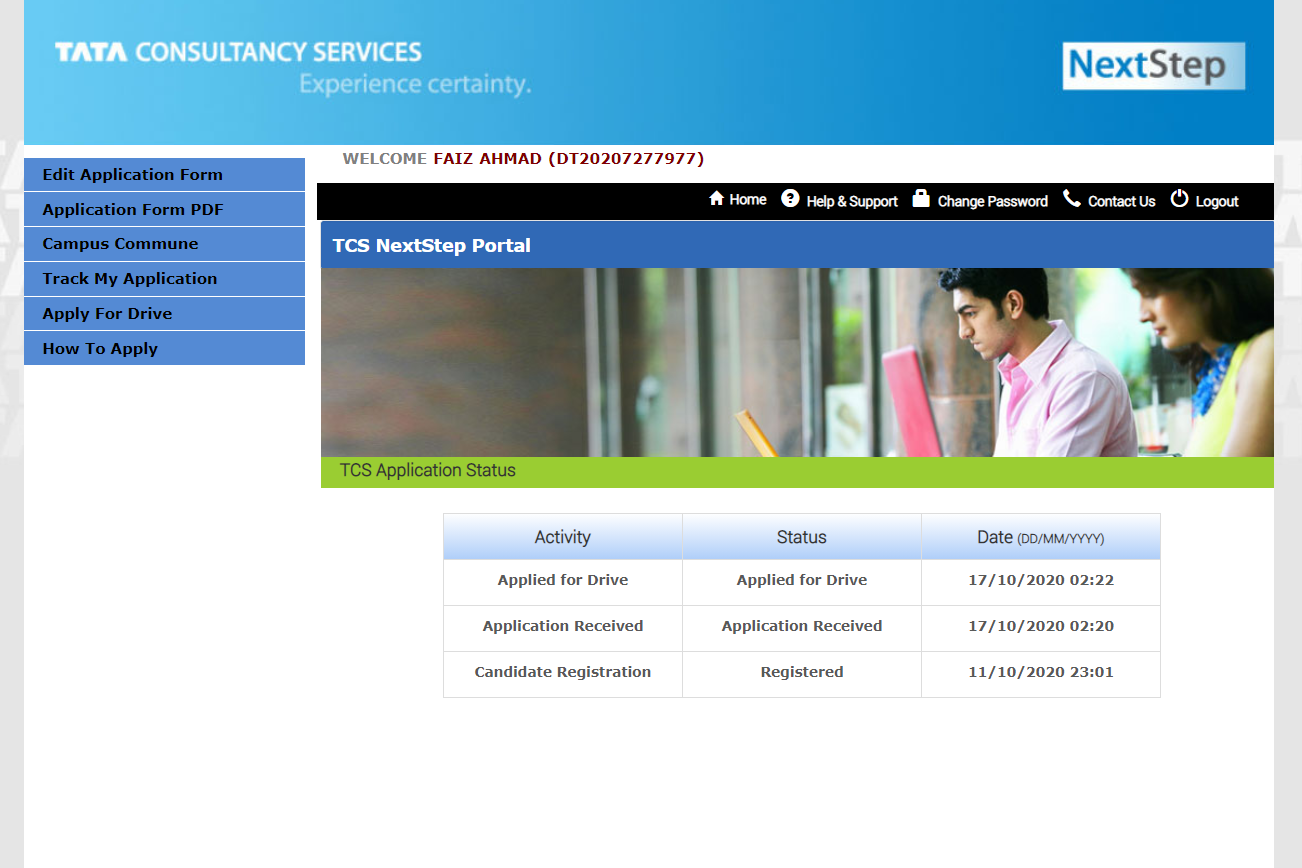 TATA CONSULTANCY SERVICES
Experience certainty.
NextStep
WELCOME FAIZ AHMAD (DT20207277977)
Edit Application Form
Application Form PDF
Campus Commune
Track My Application
Apply For Drive
How To Apply
Home Help & Support Change Password Contact Us Logout
TCS NextStep Portal
TCS Application Status
Activity Status Date (DD/MM/YYYY)
Applied for Drive Applied for Drive 17/10/2020 02:22
Application Received Application Received 17/10/2020 02:20
Candidate Registration Registered 11/10/2020 23:01